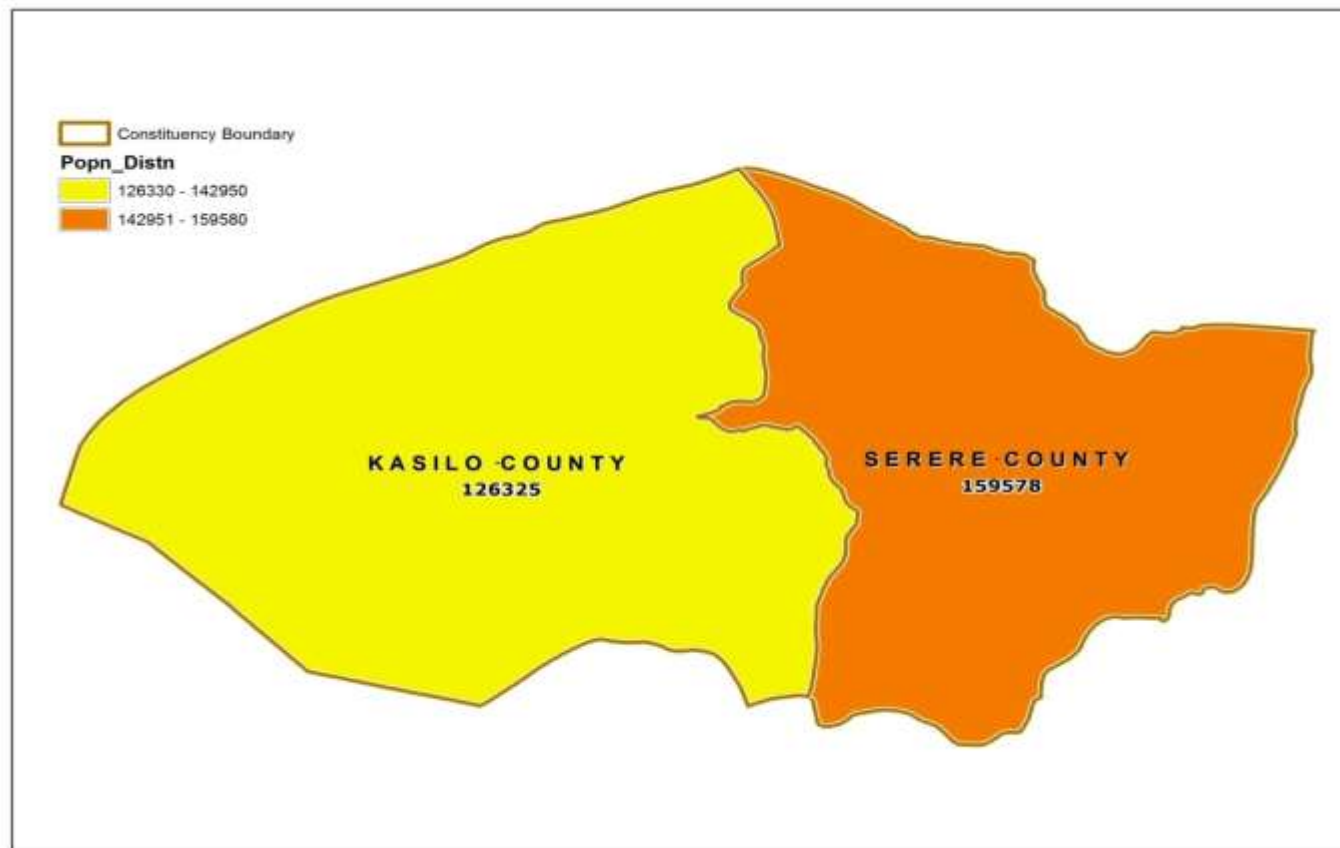 Constituency Boundary
Popn_Distn
126330 - 142950
142951 - 159580
KASILO COUNTY
126325
SERERE COUNTY
159578